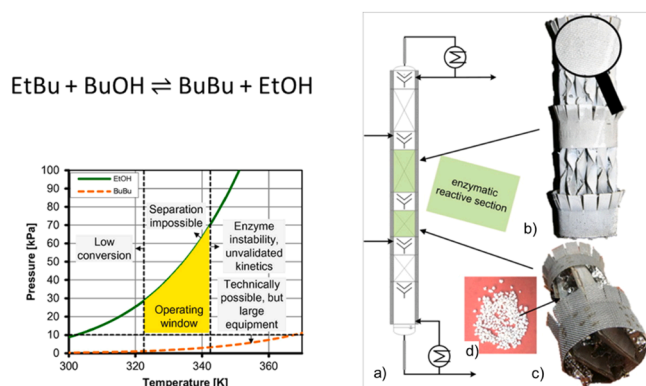 EtBu + BuOH ⇌ BuBu + EtOH
100
90
80
70
60
50
40
30
20
10
0
Pressure [kPa]
EtOH
BuBu
Separation
impossible
Low
conversion
Enzyme
instability,
unvalidated
kinetics
Technically
possible, but
large
equipment
Operating
window
300
320
340
360
Temperature [K]
enzymatic
reactive section
a)
b)
c)
d)